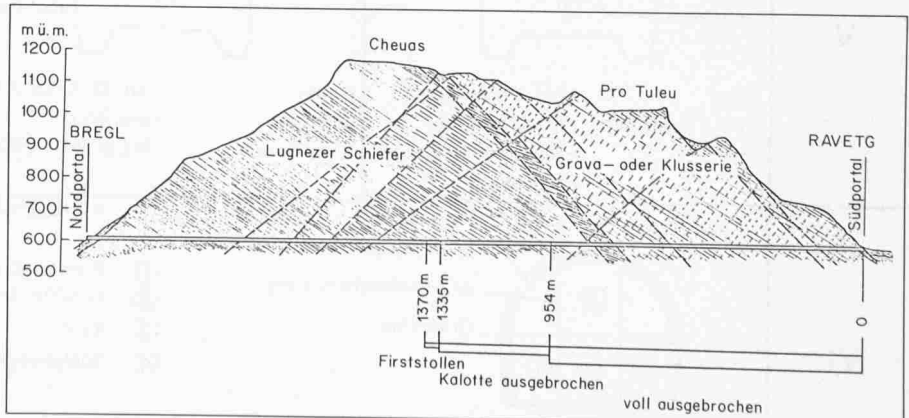 m ü. m.
1200
1100
1000
900
800
700
600
500
Cheuas
Pro Tuleu
BREGL
RAVETG
Nordportal
Lugnezer Schiefer
Grava- oder Klusserie
Südportal
1370 m
1335 m
954 m
0
Firststollen
Kalotte ausgebrochen
voll ausgebrochen